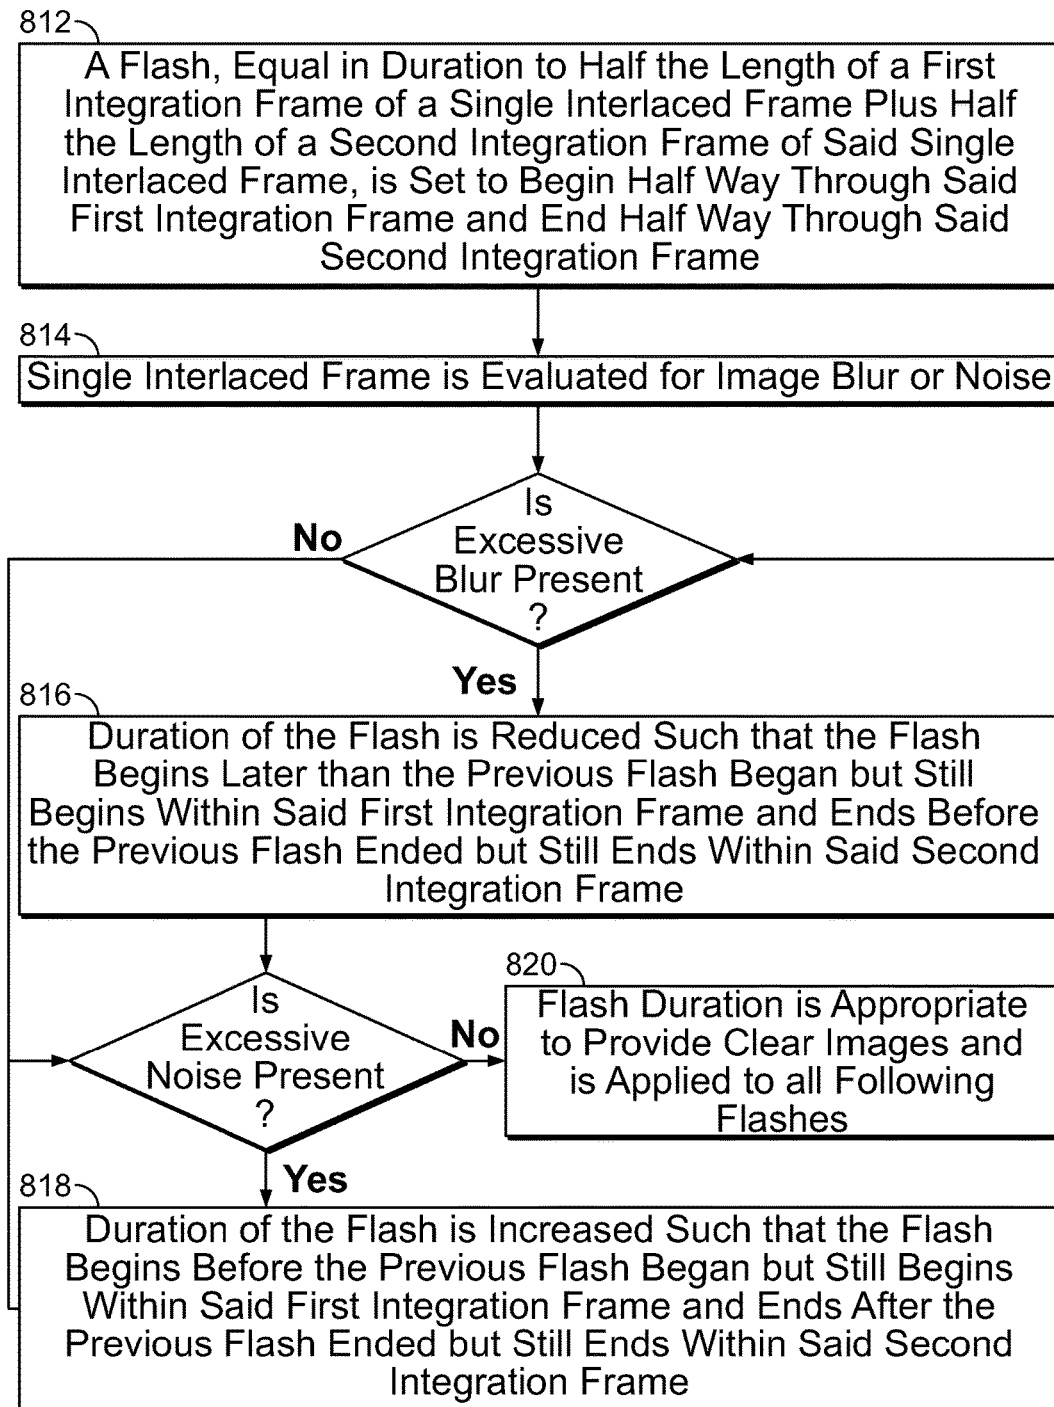 812
A Flash, Equal in Duration to Half the Length of a First
Integration Frame of a Single Interlaced Frame Plus Half
the Length of a Second Integration Frame of Said Single
Interlaced Frame, is Set to Begin Half Way Through Said
First Integration Frame and End Half Way Through Said
Second Integration Frame
814
Single Interlaced Frame is Evaluated for Image Blur or Noise
Is
Excessive
Blur Present
?
No
Yes
816
Duration of the Flash is Reduced Such that the Flash
Begins Later than the Previous Flash Began but Still
Begins Within Said First Integration Frame and Ends Before
the Previous Flash Ended but Still Ends Within Said Second
Integration Frame
Is
Excessive
Noise Present
?
No
820
Flash Duration is Appropriate
to Provide Clear Images and
is Applied to all Following
Flashes
Yes
818
Duration of the Flash is Increased Such that the Flash
Begins Before the Previous Flash Began but Still Begins
Within Said First Integration Frame and Ends After the
Previous Flash Ended but Still Ends Within Said Second
Integration Frame